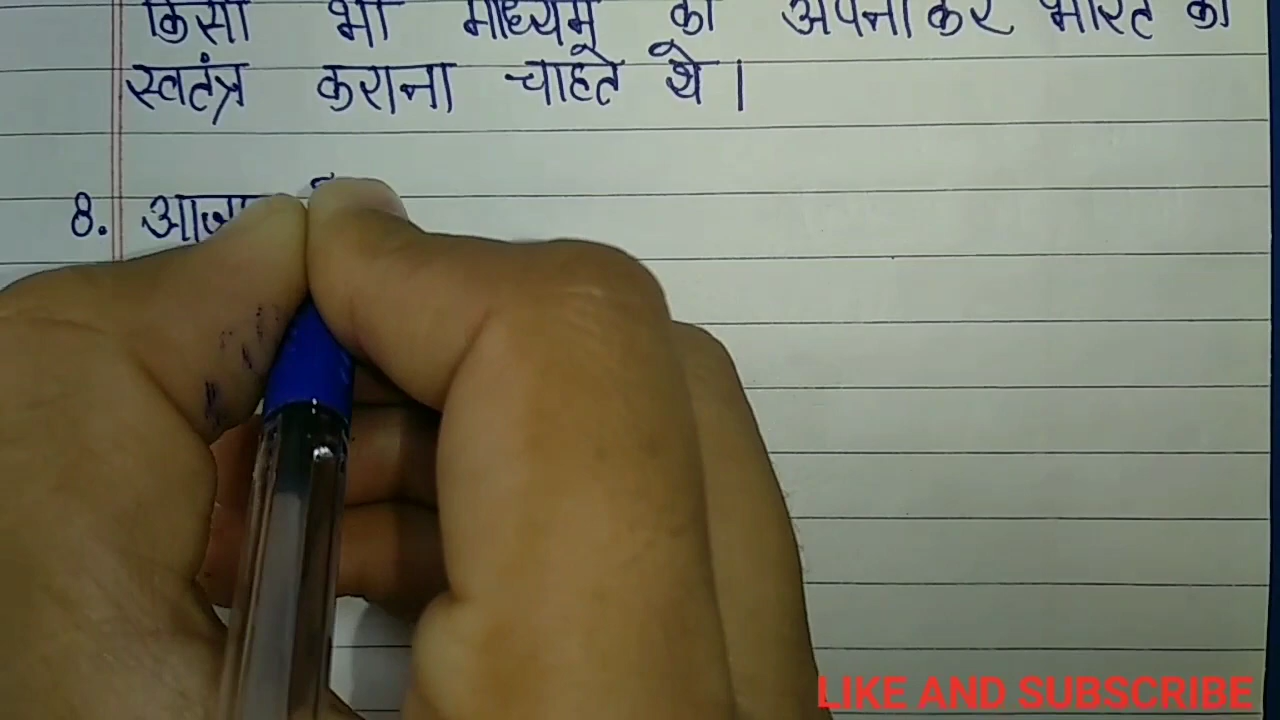 किसी भी माध्यम को अपनाकर भारत को
स्वतंत्र कराना चाहते थे।
8.
LIKE AND SUBSCRIBE